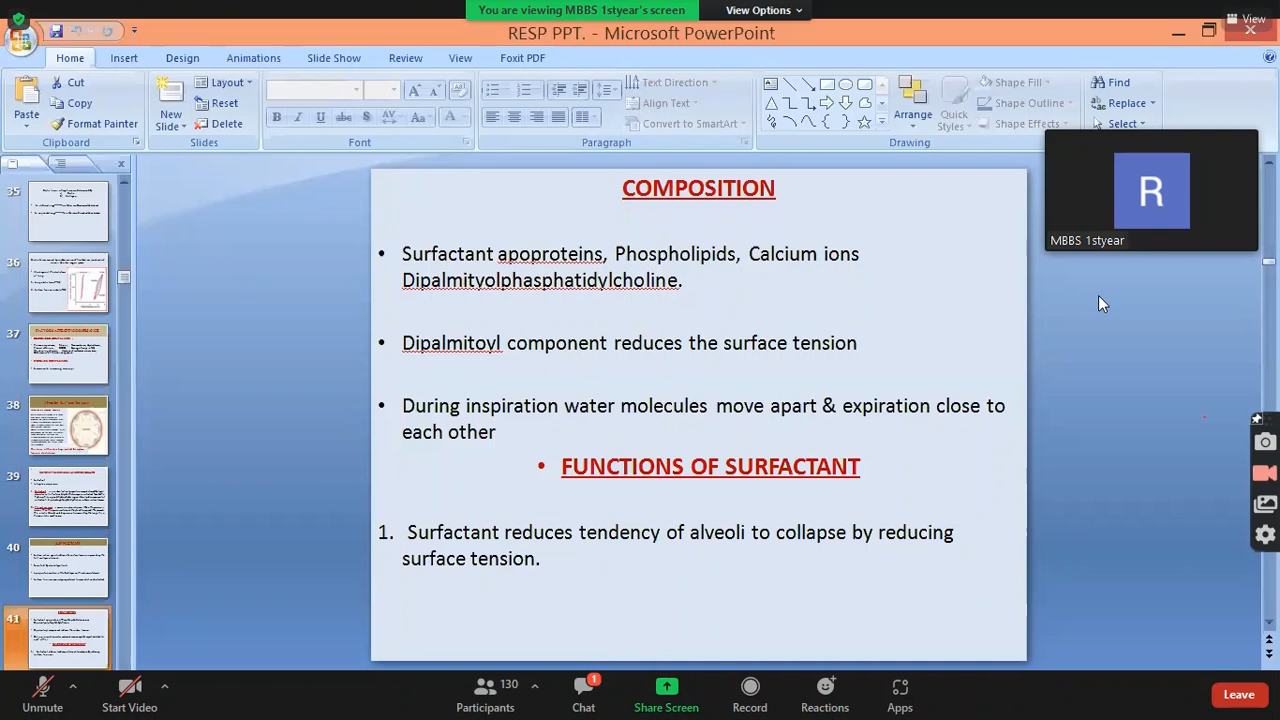 You are viewing MBBS 1styear's screen
View Options
View
RESP PPT. - Microsoft PowerPoint
Home Insert Design Animations Slide Show Review View Foxit PDF
Cut Layout Text Direction Shape Fill Find
Copy Reset Align Text Shape Outline Replace
Paste Format Painter New Slide Delete Convert to SmartArt Arrange Quick Styles Shape Effects Select
Clipboard Slides Font Paragraph Drawing
COMPOSITION
• Surfactant apoproteins, Phospholipids, Calcium ions
Dipalmityolphasphatidylcholine.
• Dipalmitoyl component reduces the surface tension
• During inspiration water molecules move apart & expiration close to
each other
• FUNCTIONS OF SURFACTANT
1. Surfactant reduces tendency of alveoli to collapse by reducing
surface tension.
R
MBBS 1styear
35
36
37
38
39
40
41
Unmute Start Video Participants 130 Chat 1 Share Screen Record Reactions Apps Leave